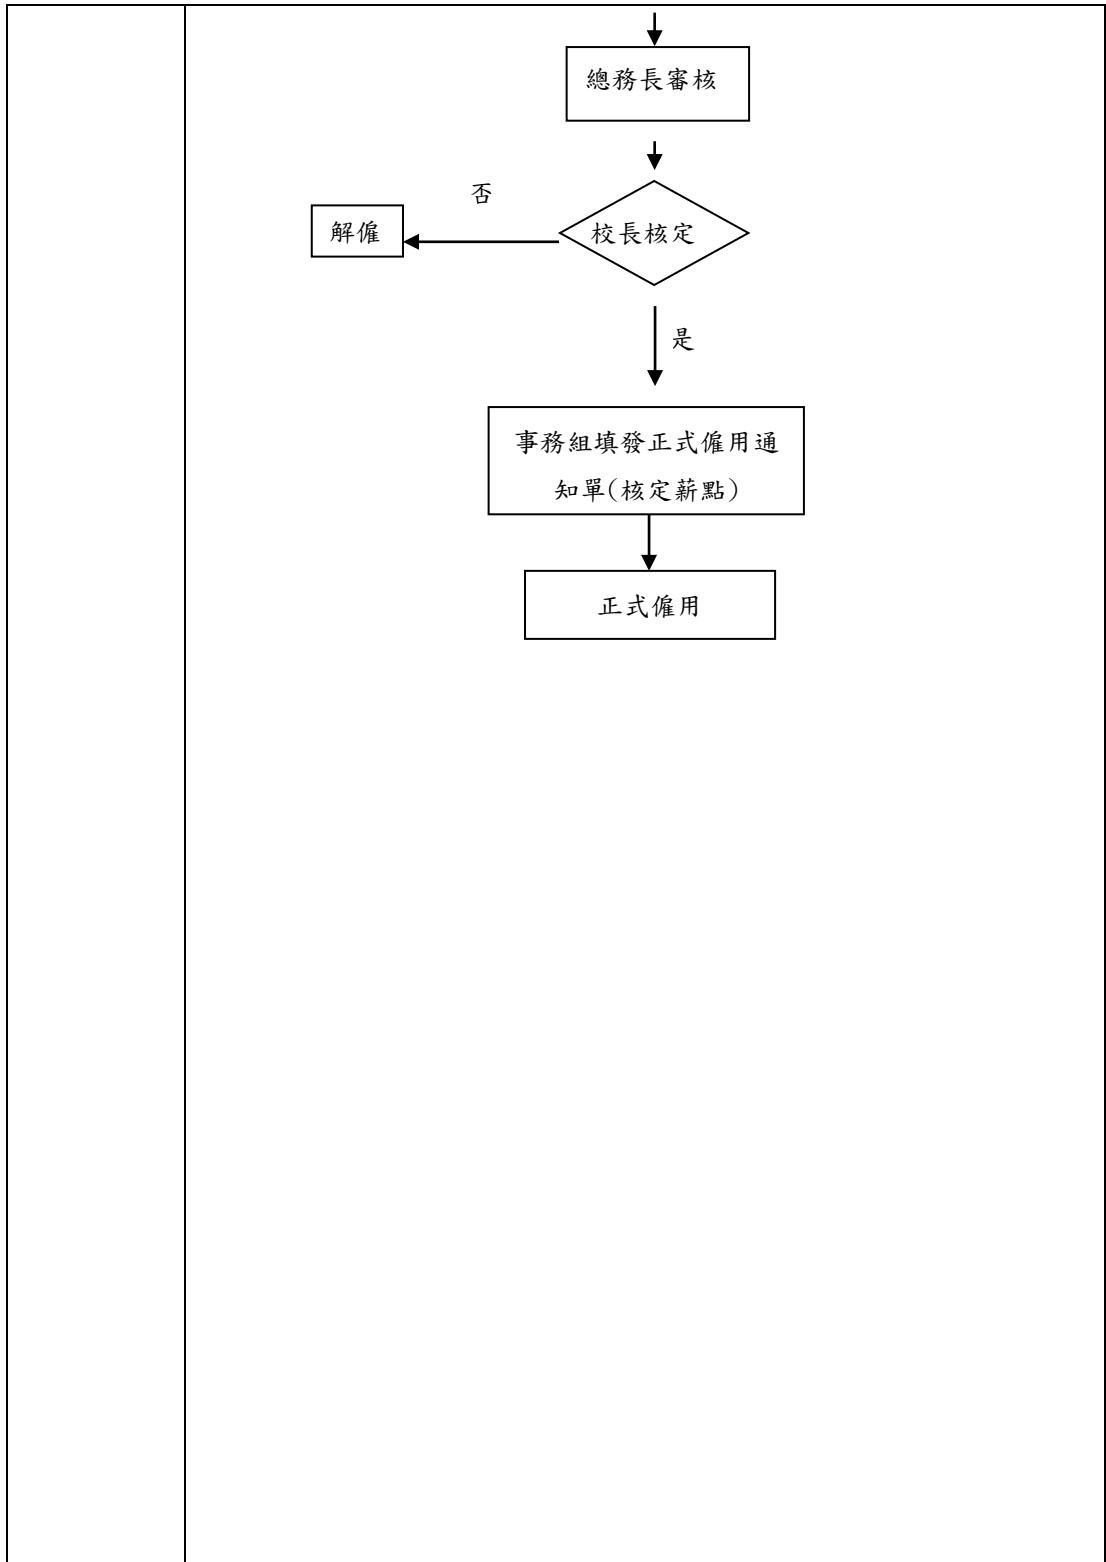 總務長審核
否
解僱
校長核定
是
事務組填發正式僱用通
知單(核定薪點)
正式僱用